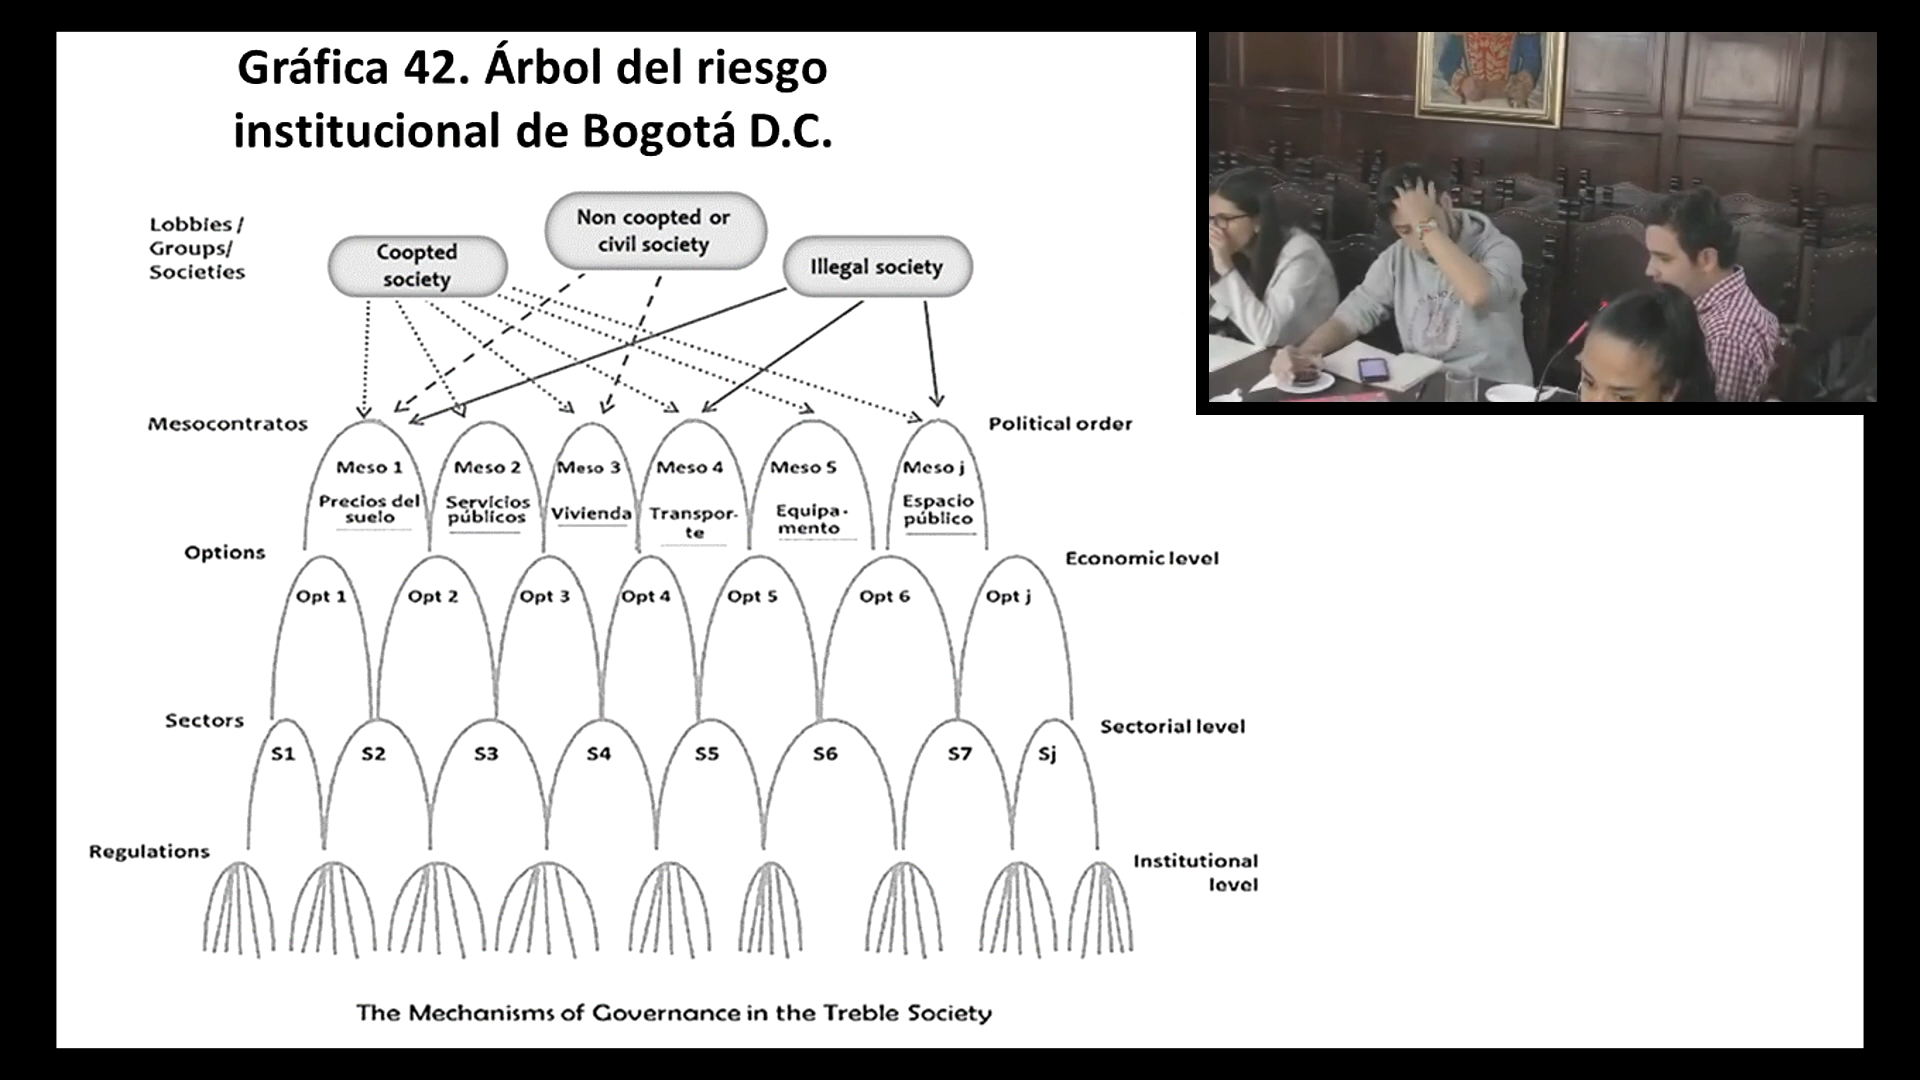 Gráfica 42. Árbol del riesgo
institucional de Bogotá D.C.
Lobbies /
Groups/
Societies
Coopted
society
Non coopted or
civil society
Illegal society
Mesocontratos
Political order
Meso 1
Precios del
suelo
Meso 2
Servicios
públicos
Meso 3
Vivienda
Meso 4
Transpor-
te
Meso 5
Equipa-
mento
Meso j
Espacio
público
Options
Economic level
Opt 1
Opt 2
Opt 3
Opt 4
Opt 5
Opt 6
Opt j
Sectors
Sectorial level
S1
S2
S3
S4
S5
S6
S7
Sj
Regulations
Institutional
level
The Mechanisms of Governance in the Treble Society